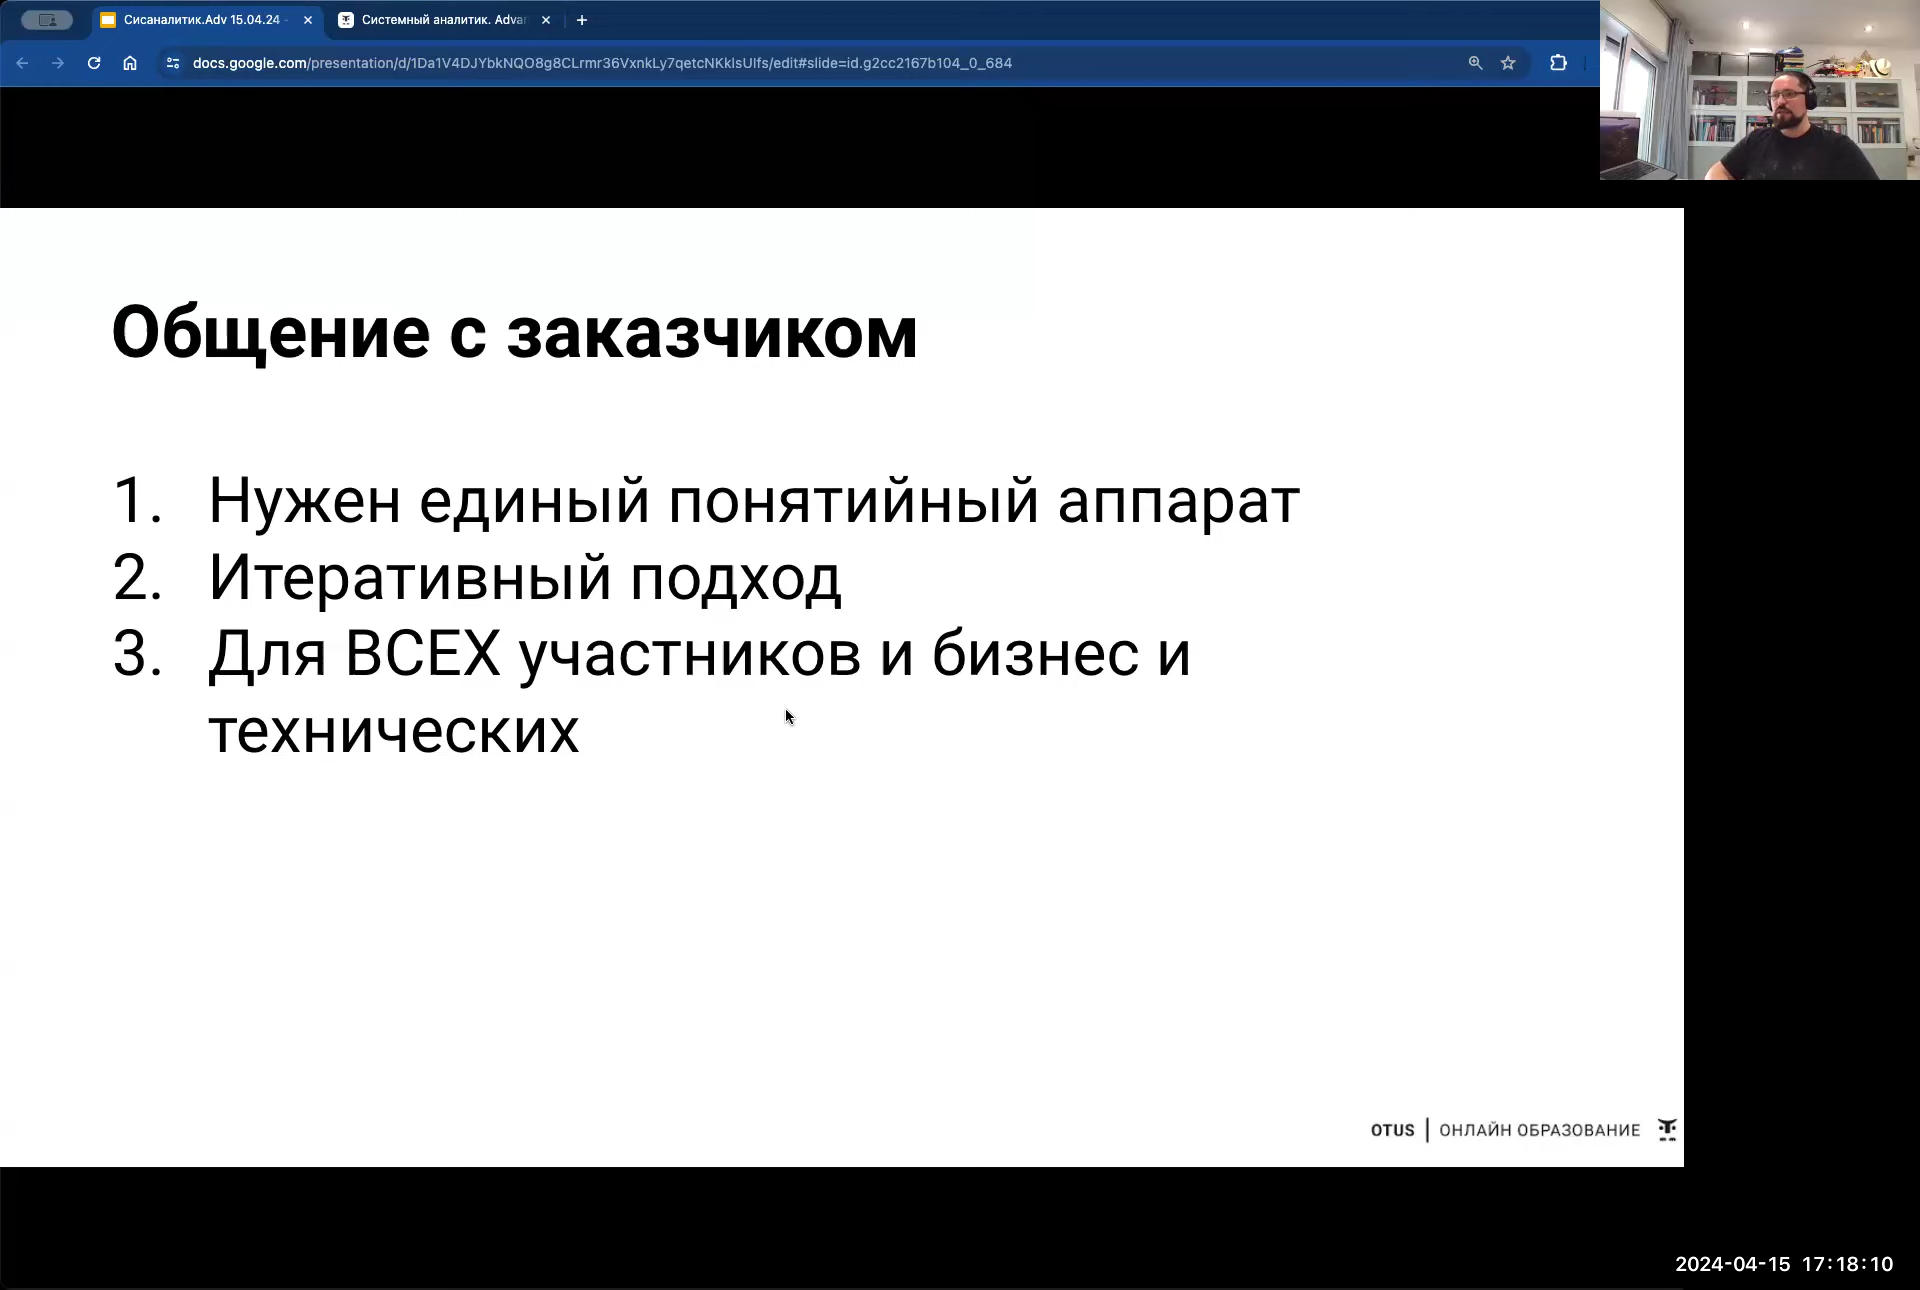 Сисаналитик.Adv 15.04.24 -
Системный аналитик. Advan
docs.google.com/presentation/d/1Da1V4DJYbkNQO8g8CLrmr36VxnkLy7qetcNKklsUlfs/edit#slide=id.g2cc2167b104_0_684
Общение с заказчиком
1. Нужен единый понятийный аппарат
2. Итеративный подход
3. Для ВСЕХ участников и бизнес и
технических
OTUS | ОНЛАЙН ОБРАЗОВАНИЕ
2024-04-15 17:18:10